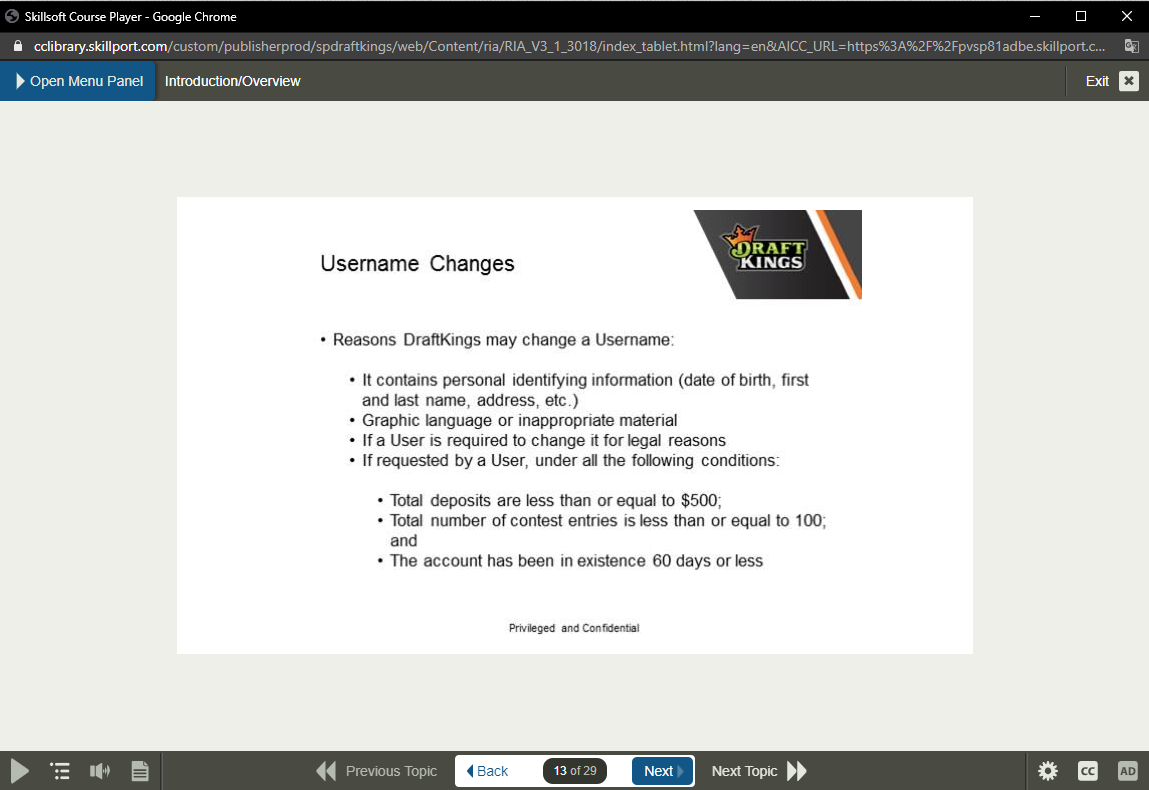 Skillsoft Course Player - Google Chrome
cclibrary.skillport.com/custom/publisherprod/spdraftkings/web/Content/ria/RIA_V3_1_3018/index_tablet.html?lang=en&AICC_URL=https%3A%2F%2Fpvsp81adbe.skillport.c...
Open Menu Panel Introduction/Overview Exit
DRAFT
KINGS
Username Changes
• Reasons DraftKings may change a Username:
• It contains personal identifying information (date of birth, first
and last name, address, etc.)
• Graphic language or inappropriate material
• If a User is required to change it for legal reasons
• If requested by a User, under all the following conditions:
• Total deposits are less than or equal to $500;
• Total number of contest entries is less than or equal to 100;
and
• The account has been in existence 60 days or less
Privileged and Confidential
Previous Topic Back 13 of 29 Next Next Topic CC AD